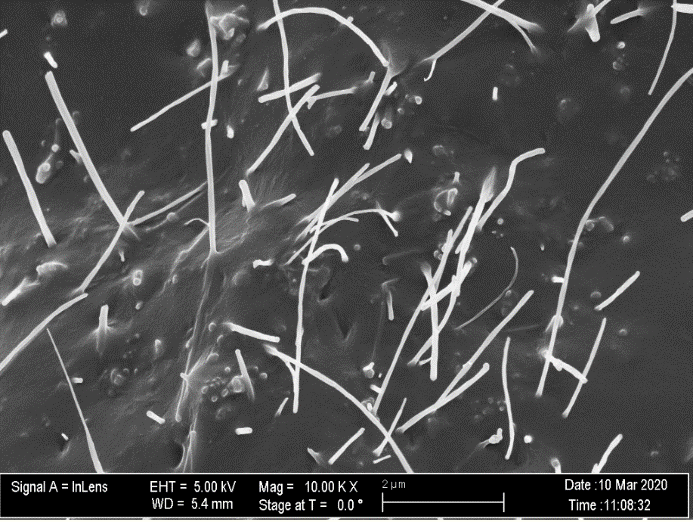 Signal A = InLens EHT = 5.00 kV Mag = 10.00 K X 2 µm Date :10 Mar 2020
WD = 5.4 mm Stage at T = 0.0 ° Time :11:08:32